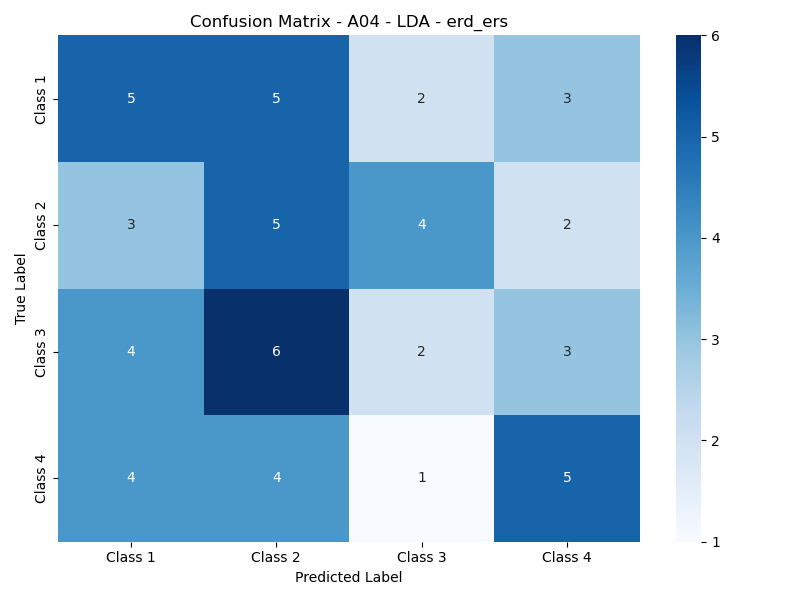 Confusion Matrix - A04 - LDA - erd_ers
True Label
Class 1
5 5 2 3
Class 2
3 5 4 2
Class 3
4 6 2 3
Class 4
4 4 1 5
Class 1 Class 2 Class 3 Class 4
Predicted Label
6
5
4
3
2
1